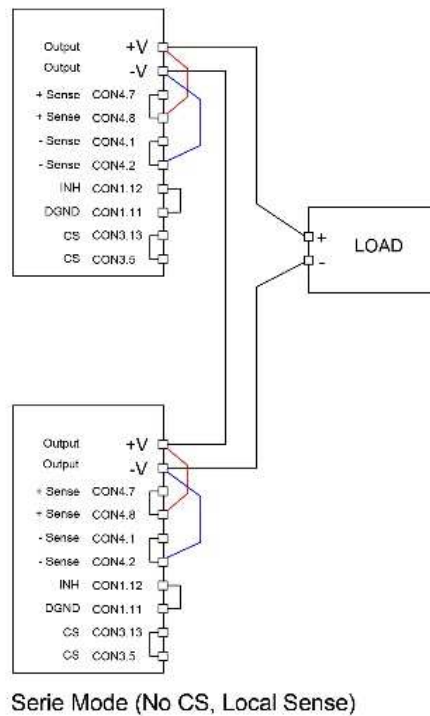 Output +V
Output -V
+ Sense CON4.7
+ Sense CON4.8
- Sense CON4.1
- Sense CON4.2
INH CON1.12
DGND CON1.11
CS CON3.13
CS CON3.5
+ LOAD
-
Output +V
Output -V
+ Sense CON4.7
+ Sense CON4.8
- Sense CON4.1
- Sense CON4.2
INH CON1.12
DGND CON1.11
CS CON3.13
CS CON3.5
Serie Mode (No CS, Local Sense)